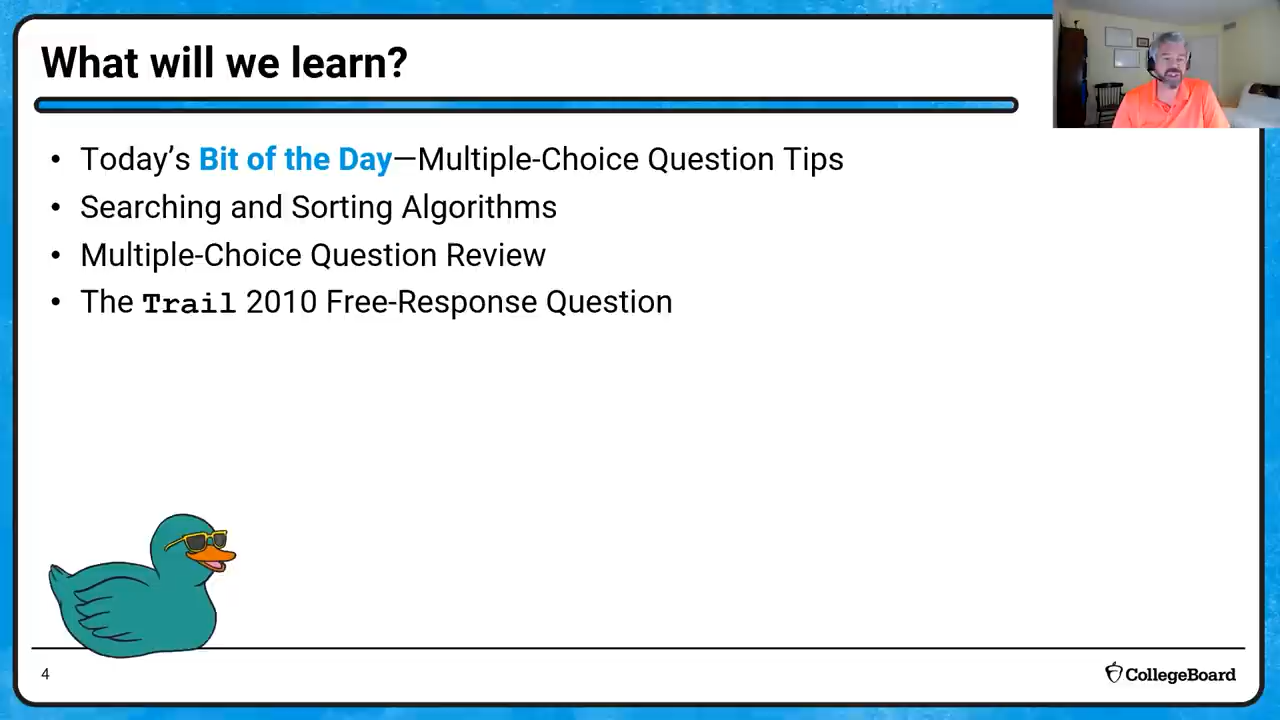 What will we learn?
• Today’s Bit of the Day—Multiple-Choice Question Tips
• Searching and Sorting Algorithms
• Multiple-Choice Question Review
• The Trail 2010 Free-Response Question
4
CollegeBoard